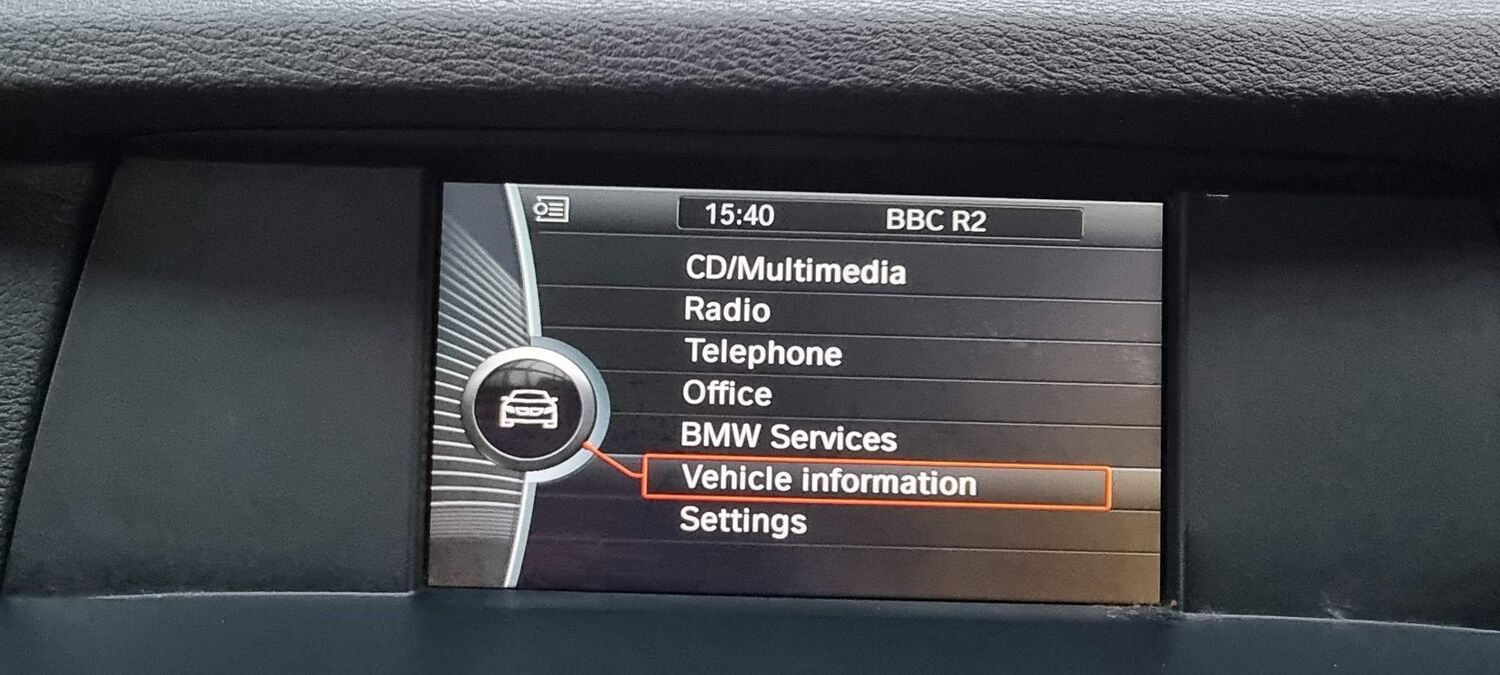 15:40 BBC R2
CD/Multimedia
Radio
Telephone
Office
BMW Services
Vehicle information
Settings